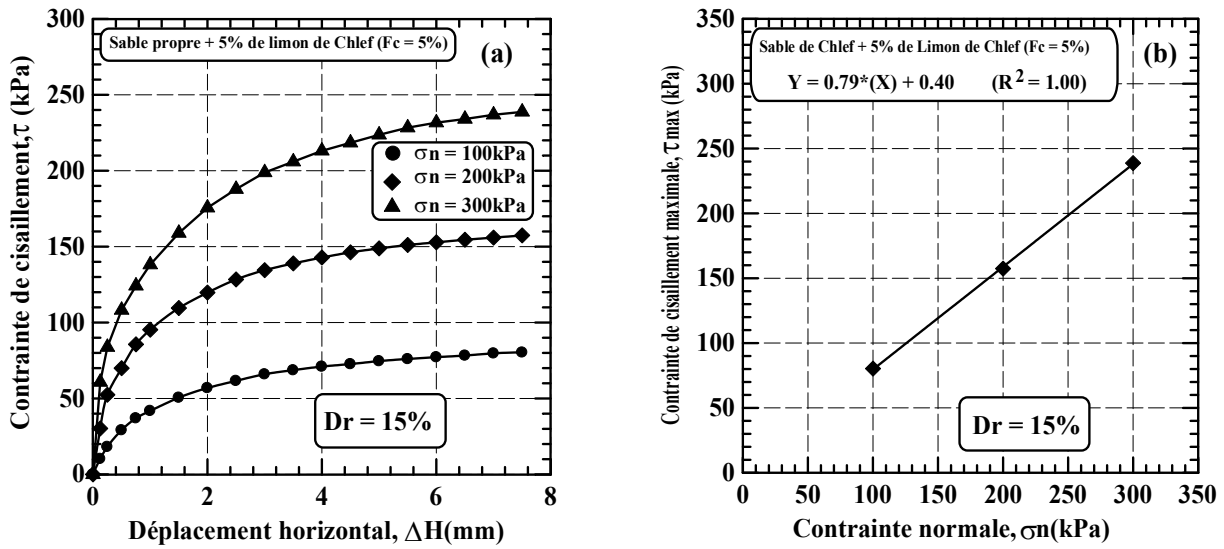 350
300
250
200
150
100
50
0
0
2
4
6
8
Contrainte de cisaillement,τ (kPa)
Déplacement horizontal, ΔH(mm)
Sable propre + 5% de limon de Chlef (Fc = 5%)
(a)
σn = 100kPa
σn = 200kPa
σn = 300kPa
Dr = 15%
350
300
250
200
150
100
50
0
0
50
100
150
200
250
300
350
Contrainte de cisaillement maximale, τmax (kPa)
Contrainte normale, σn(kPa)
Sable de Chlef + 5% de Limon de Chlef (Fc = 5%)
Y = 0.79*(X) + 0.40 (R² = 1.00)
(b)
Dr = 15%